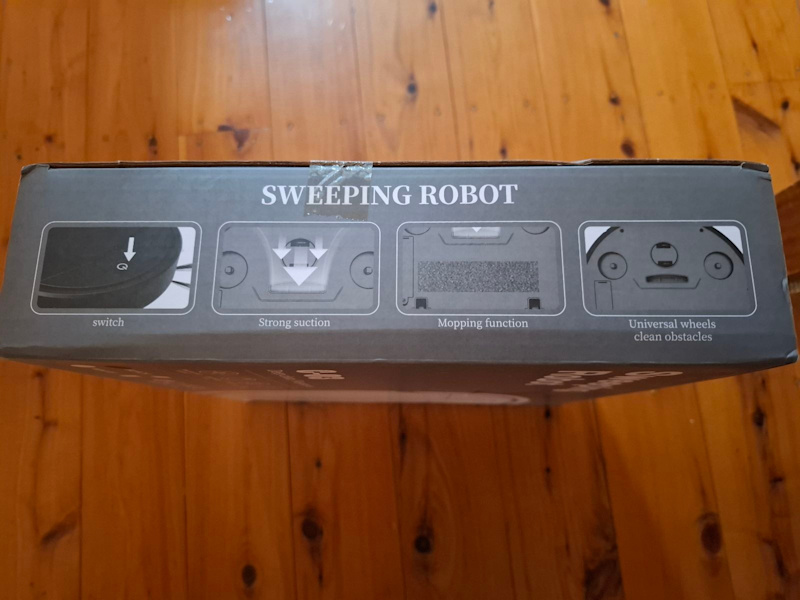 SWEEPING ROBOT
switch
Strong suction
Mopping function
Universal wheels
clean obstacles